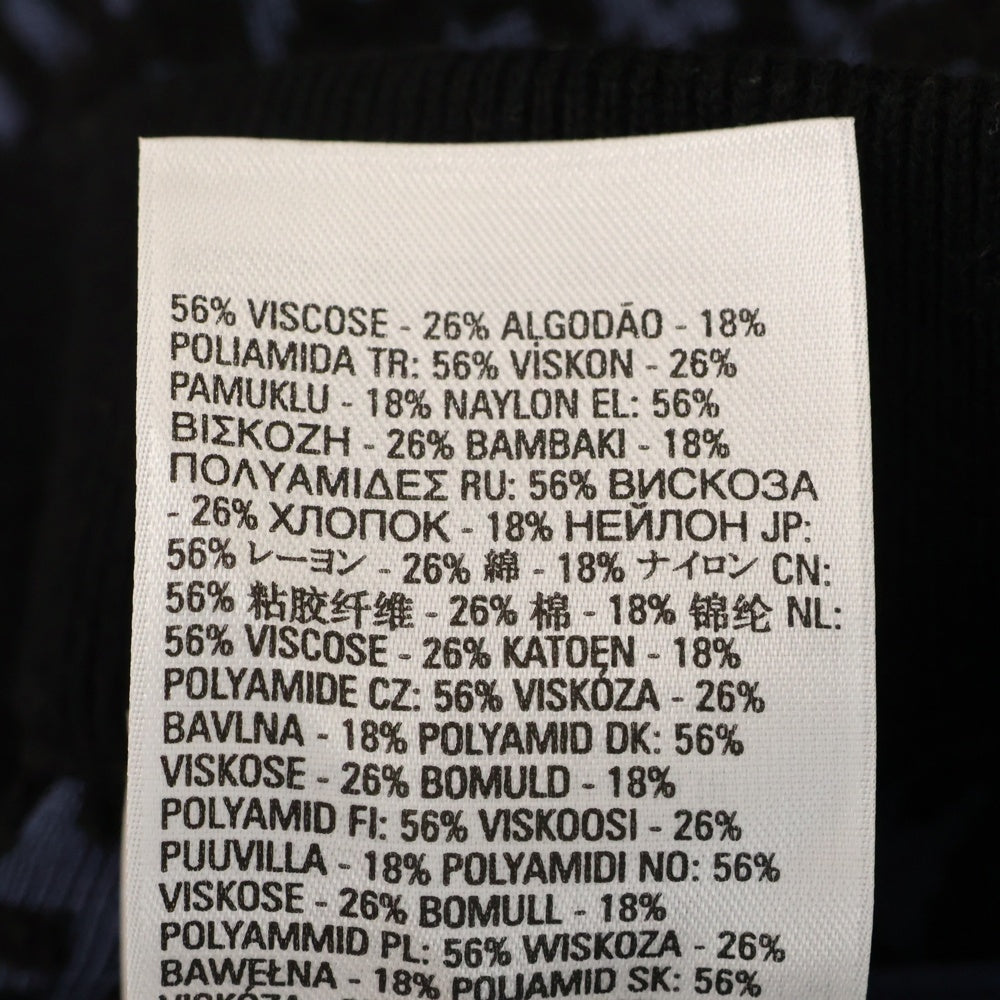 56% VISCOSE - 26% ALGODÃO - 18%
POLIAMIDA TR: 56% VİSKON - 26%
PAMUKLU - 18% NAYLON EL: 56%
ΒΙΣΚΟΖΗ - 26% ΒΑΜΒΑΚΙ - 18%
ΠΟΛΥΑΜΙΔΕΣ RU: 56% ВИСКОЗА
- 26% ХЛОПОК - 18% НЕЙЛОН JP:
56% レーヨン - 26% 綿 - 18% ナイロン CN:
56% 粘胶纤维 - 26% 棉 - 18% 锦纶 NL:
56% VISCOSE - 26% KATOEN - 18%
POLYAMIDE CZ: 56% VISKÓZA - 26%
BAVLNA - 18% POLYAMID DK: 56%
VISKOSE - 26% BOMULD - 18%
POLYAMID FI: 56% VISKOOSI - 26%
PUUVILLA - 18% POLYAMIDI NO: 56%
VISKOSE - 26% BOMULL - 18%
POLYAMMID PL: 56% WISKOZA - 26%
BAWEŁNA - 18% POLIAMID SK: 56%